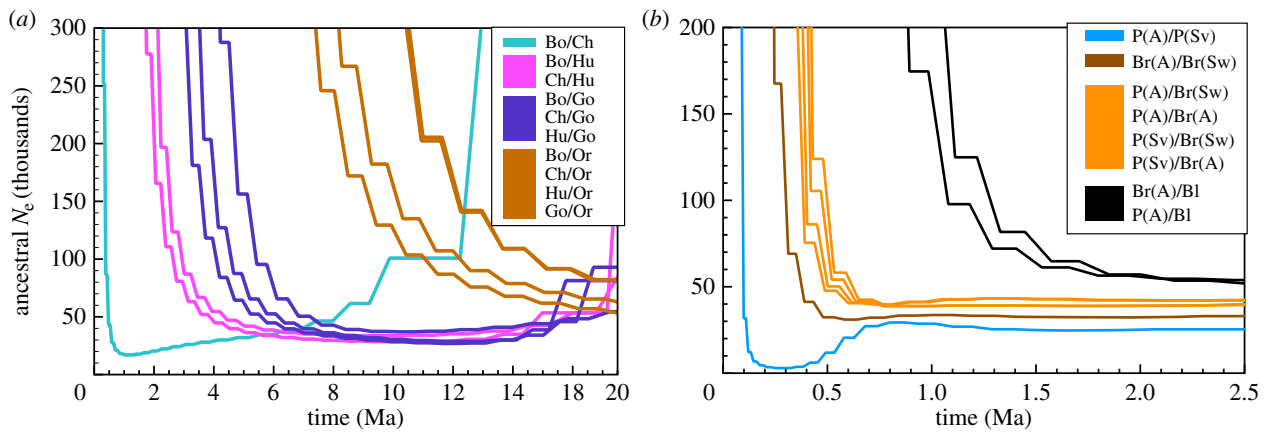 (a)
300
250
200
150
100
50
0
2
4
6
8
10
12
14
18
20
ancestral Ne (thousands)
time (Ma)
Bo/Ch
Bo/Hu
Ch/Hu
Bo/Go
Ch/Go
Hu/Go
Bo/Or
Ch/Or
Hu/Or
Go/Or
(b)
200
150
100
50
0
0.5
1.0
1.5
2.0
2.5
time (Ma)
P(A)/P(Sv)
Br(A)/Br(Sw)
P(A)/Br(Sw)
P(A)/Br(A)
P(Sv)/Br(Sw)
P(Sv)/Br(A)
Br(A)/Bl
P(A)/Bl